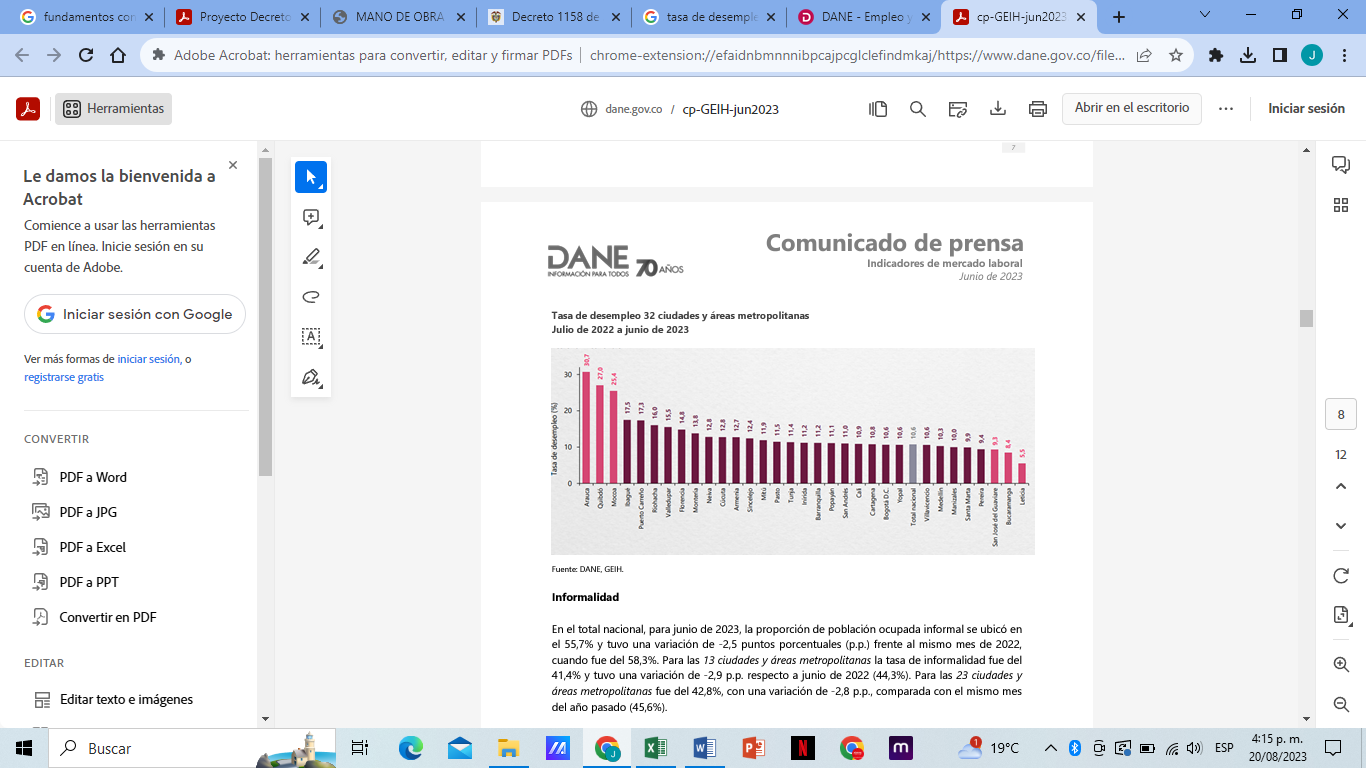 fundamentos con
Proyecto Decreto
MANO DE OBRA
Decreto 1158 de
tasa de desemple
DANE - Empleo y
cp-GEIH-jun2023
Adobe Acrobat: herramientas para convertir, editar y firmar PDFs
chrome-extension://efaidnbmnnnibpcajpcglclefindmkaj/https://www.dane.gov.co/file...
J
Herramientas
dane.gov.co / cp-GEIH-jun2023
Abrir en el escritorio
Iniciar sesión
Le damos la bienvenida a
Acrobat
Comience a usar las herramientas
PDF en línea. Inicie sesión en su
cuenta de Adobe.
Iniciar sesión con Google
Ver más formas de iniciar sesión, o
registrarse gratis
CONVERTIR
PDF a Word
PDF a JPG
PDF a Excel
PDF a PPT
Convertir en PDF
EDITAR
Editar texto e imágenes
7
DANE
INFORMACIÓN PARA TODOS
70 AÑOS
Comunicado de prensa
Indicadores de mercado laboral
Junio de 2023
Tasa de desempleo 32 ciudades y áreas metropolitanas
Julio de 2022 a junio de 2023
Tasa de desempleo (%)
30
20
10
0
30,7
27,0
25,4
17,5
17,3
16,0
15,5
14,8
13,8
12,8
12,8
12,7
12,4
11,9
11,5
11,4
11,2
11,2
11,1
11,0
10,9
10,8
10,6
10,6
10,6
10,6
10,3
10,0
9,9
9,4
9,3
8,4
5,5
Arauca
Quibdó
Mocoa
Ibagué
Puerto Carreño
Riohacha
Valledupar
Florencia
Montería
Neiva
Cúcuta
Armenia
Sincelejo
Mitú
Pasto
Tunja
Inírida
Barranquilla
Popayán
San Andrés
Cali
Cartagena
Bogotá D.C.
Yopal
Total nacional
Villavicencio
Medellín
Manizales
Santa Marta
Pereira
San José del Guaviare
Bucaramanga
Leticia
Fuente: DANE, GEIH.
Informalidad
En el total nacional, para junio de 2023, la proporción de población ocupada informal se ubicó en
el 55,7% y tuvo una variación de -2,5 puntos porcentuales (p.p.) frente al mismo mes de 2022,
cuando fue del 58,3%. Para las 13 ciudades y áreas metropolitanas la tasa de informalidad fue del
41,4% y tuvo una variación de -2,9 p.p. respecto a junio de 2022 (44,3%). Para las 23 ciudades y
áreas metropolitanas fue del 42,8%, con una variación de -2,8 p.p., comparada con el mismo mes
del año pasado (45,6%).
8
12
Buscar
1
19°C
ESP
4:15 p. m.
20/08/2023